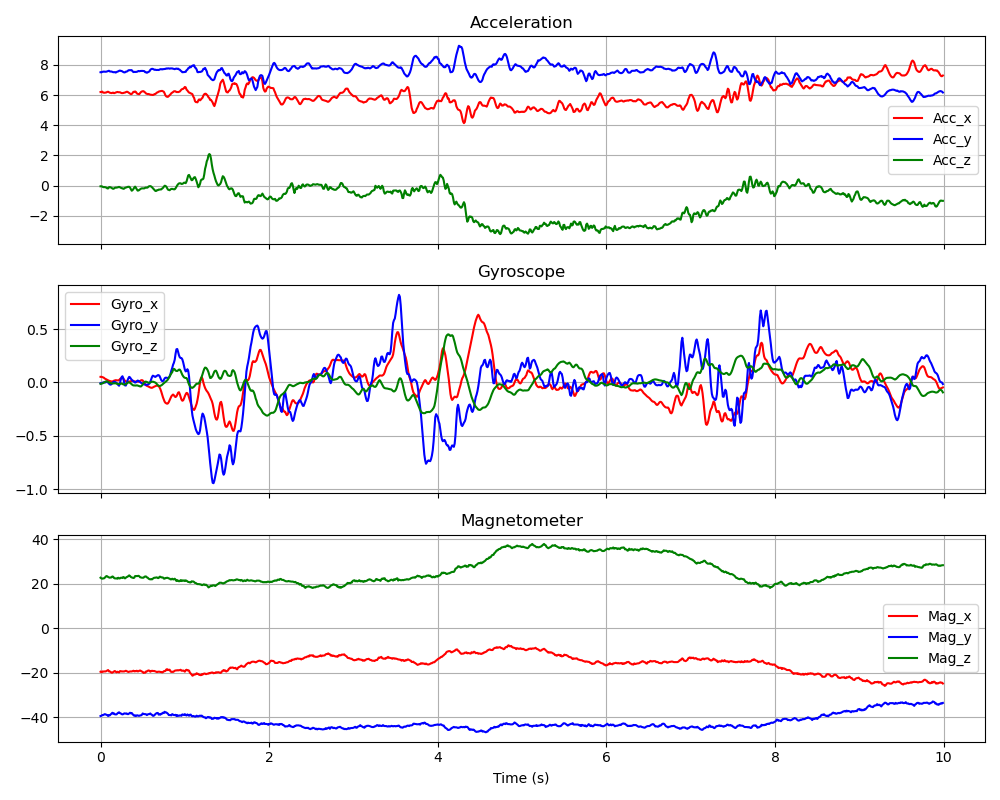 Acceleration
8
6
4
2
0
−2
Acc_x
Acc_y
Acc_z
Gyroscope
0.5
0.0
−0.5
−1.0
Gyro_x
Gyro_y
Gyro_z
Magnetometer
40
20
0
−20
−40
Mag_x
Mag_y
Mag_z
0 2 4 6 8 10
Time (s)